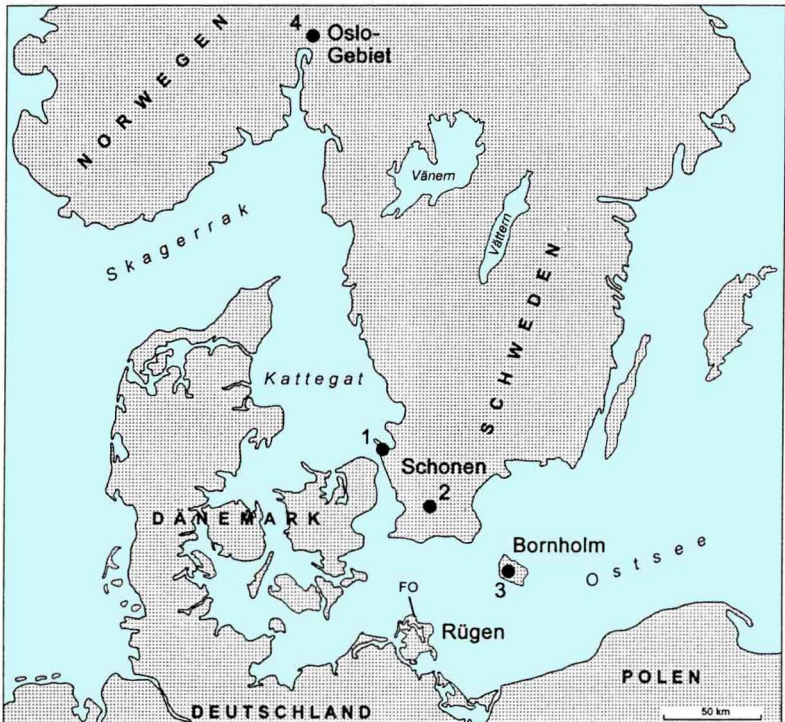 4
Oslo-
Gebiet
NORWEGEN
Vänern
Vättern
Skagerrak
SCHWEDEN
Kattegat
1
Schonen
2
DÄNEMARK
Bornholm
3
Ostsee
FO
Rügen
POLEN
DEUTSCHLAND
50 km